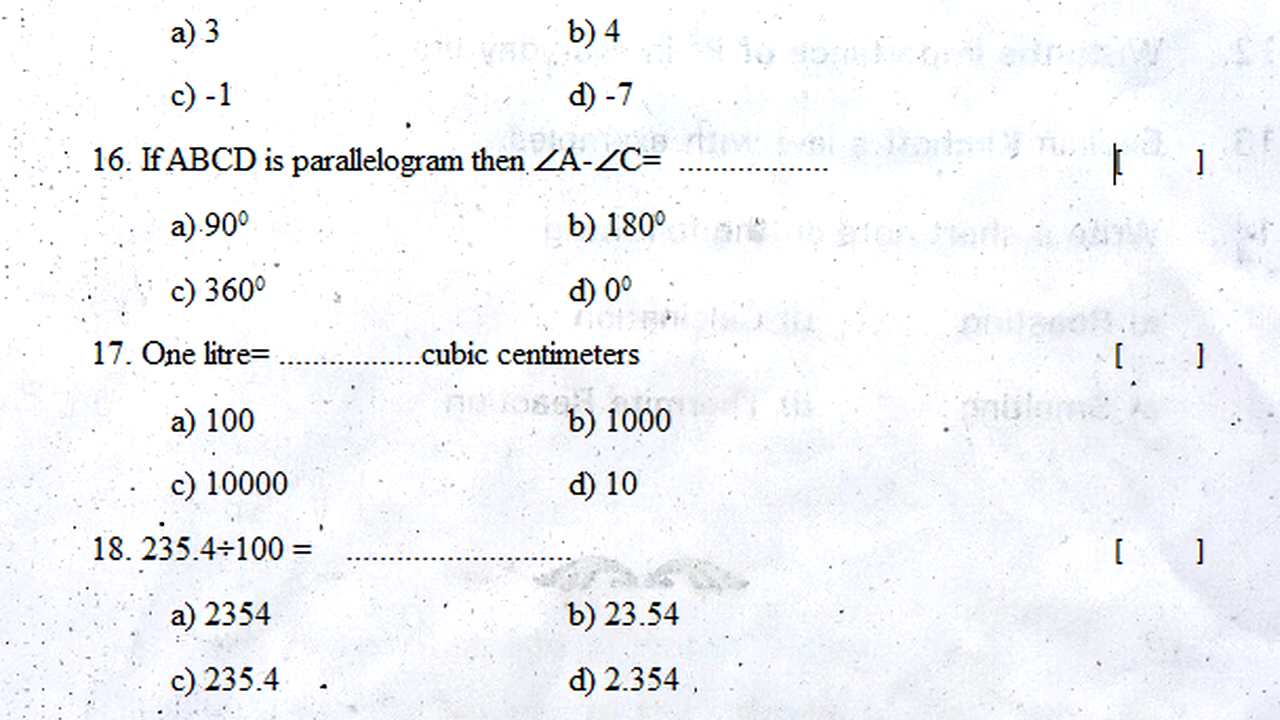 a) 3 b) 4
c) -1 d) -7
16. If ABCD is parallelogram then ∠A-∠C= .................. [ ]
a) 90⁰ b) 180⁰
c) 360⁰ d) 0⁰
17. One litre= .................cubic centimeters [ ]
a) 100 b) 1000
c) 10000 d) 10
18. 235.4÷100 = ........................... [ ]
a) 2354 b) 23.54
c) 235.4 d) 2.354